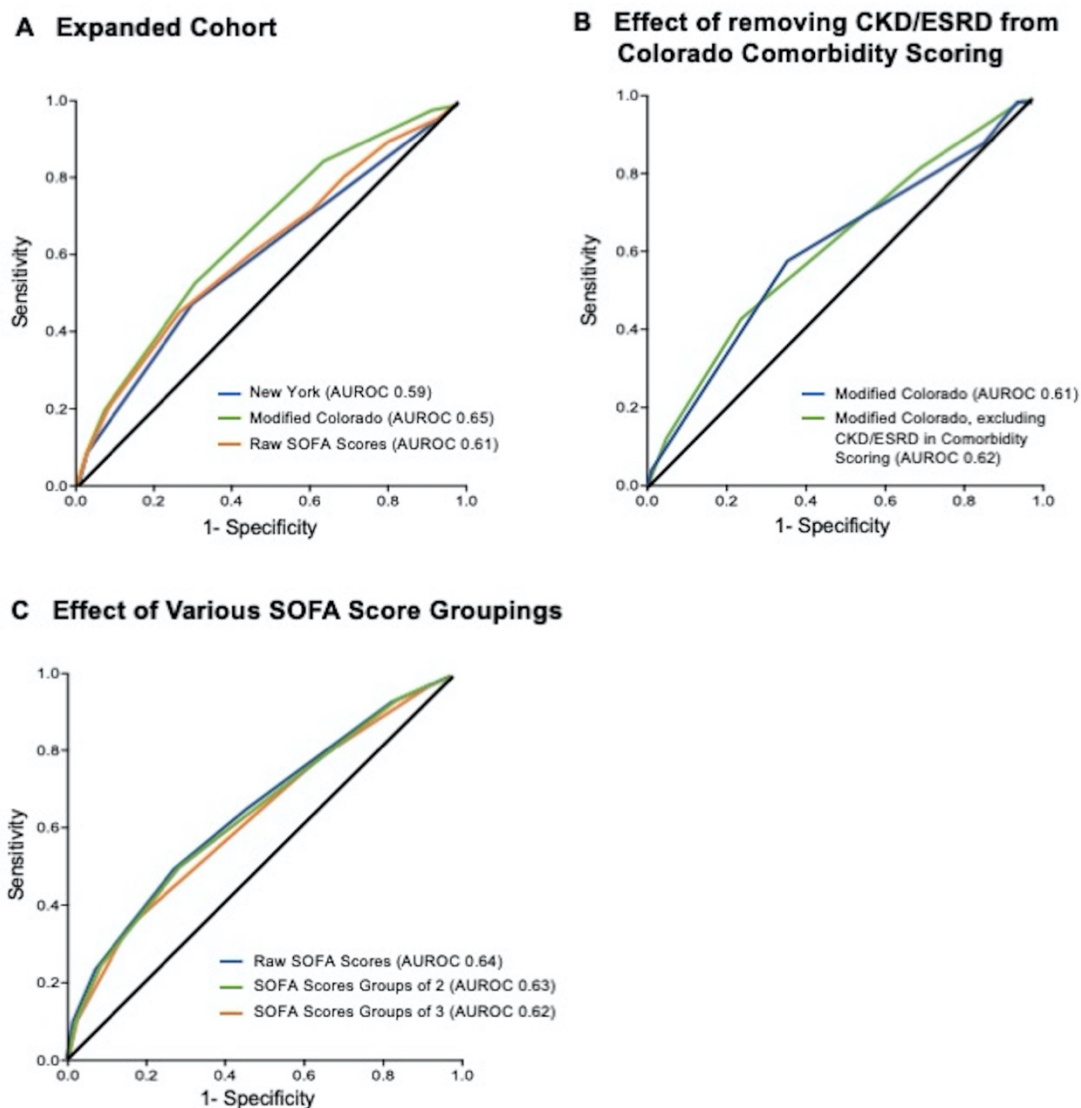 A Expanded Cohort
1.0
0.8
0.6
0.4
0.2
0.0
Sensitivity
New York (AUROC 0.59)
Modified Colorado (AUROC 0.65)
Raw SOFA Scores (AUROC 0.61)
0.0 0.2 0.4 0.6 0.8 1.0
1- Specificity
B Effect of removing CKD/ESRD from
Colorado Comorbidity Scoring
1.0
0.8
0.6
0.4
0.2
0.0
Sensitivity
Modified Colorado (AUROC 0.61)
Modified Colorado, excluding
CKD/ESRD in Comorbidity
Scoring (AUROC 0.62)
0.0 0.2 0.4 0.6 0.8 1.0
1- Specificity
C Effect of Various SOFA Score Groupings
1.0
0.8
0.6
0.4
0.2
0.0
Sensitivity
Raw SOFA Scores (AUROC 0.64)
SOFA Scores Groups of 2 (AUROC 0.63)
SOFA Scores Groups of 3 (AUROC 0.62)
0.0 0.2 0.4 0.6 0.8 1.0
1- Specificity